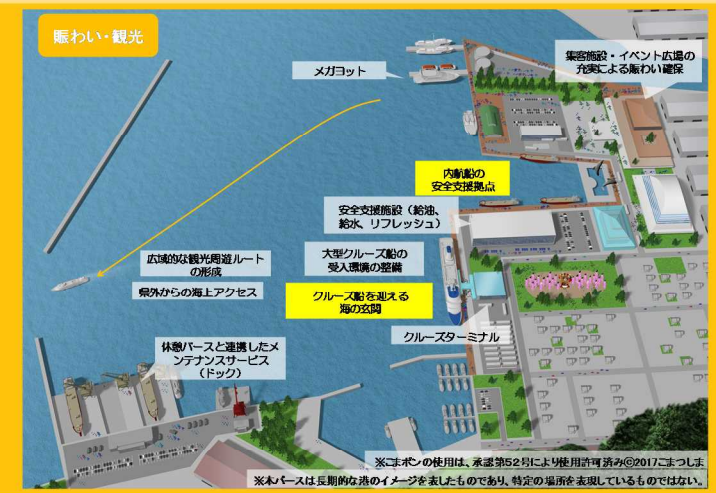 賑わい・観光
メガヨット
集客施設・イベント広場の
充実による賑わい確保
内航船の
安全支援拠点
安全支援施設（給油、
給水、リフレッシュ）
広域的な観光周遊ルート
の形成
大型クルーズ船の
受入環境の整備
県外からの海上アクセス
クルーズ船を迎える
海の玄関
クルーズターミナル
休憩バースと連携したメ
ンテナンスサービス
（ドック）
※こまポンの使用は、承認第52号により使用許可済み©2017こまつしま
※本パースは長期的な港のイメージを表したものであり、特定の場所を表現しているものではない。